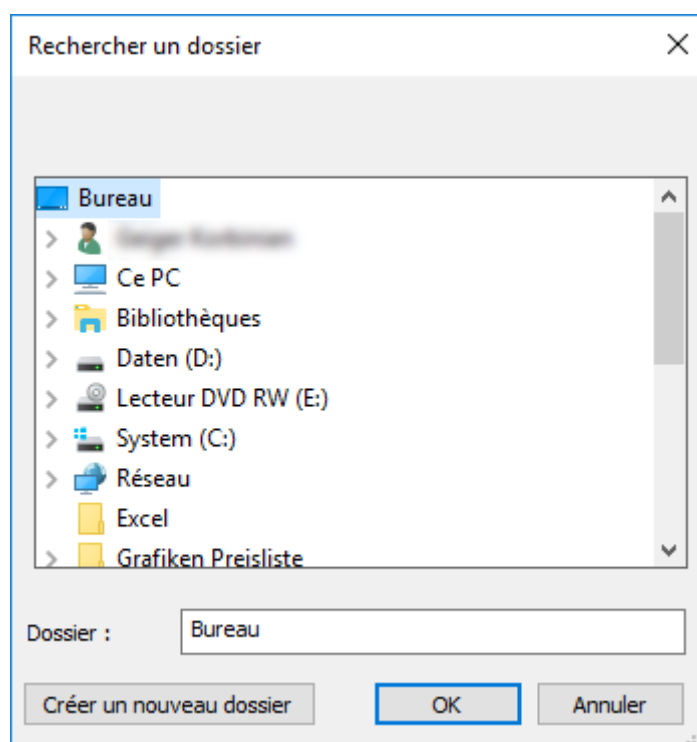 Rechercher un dossier
Bureau
Ce PC
Bibliothèques
Daten (D:)
Lecteur DVD RW (E:)
System (C:)
Réseau
Excel
Grafiken Preisliste
Dossier :
Bureau
Créer un nouveau dossier
OK
Annuler